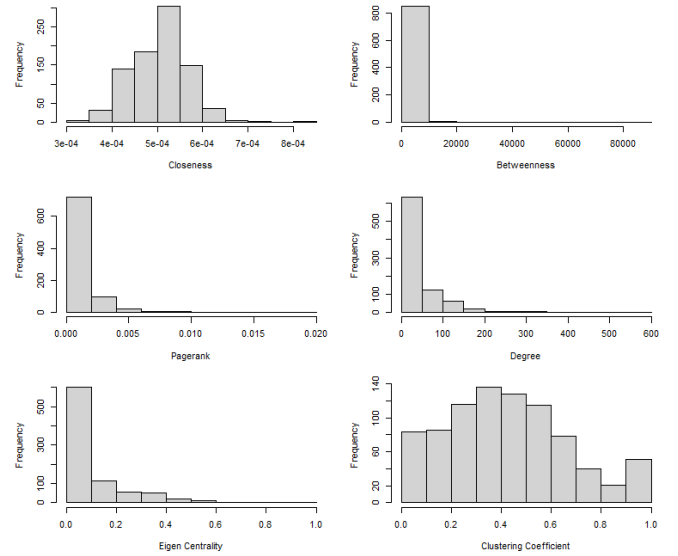 Frequency
0 50 150 300
3e-04 4e-04 5e-04 6e-04 7e-04 8e-04
Closeness
Frequency
0 200 400 600 800
0 20000 40000 60000 80000
Betweenness
Frequency
0 200 400 600
0.000 0.005 0.010 0.015 0.020
Pagerank
Frequency
0 100 300 500
0 100 200 300 400 500 600
Degree
Frequency
0 100 300 500
0.0 0.2 0.4 0.6 0.8 1.0
Eigen Centrality
Frequency
0 20 60 100 140
0.0 0.2 0.4 0.6 0.8 1.0
Clustering Coefficient